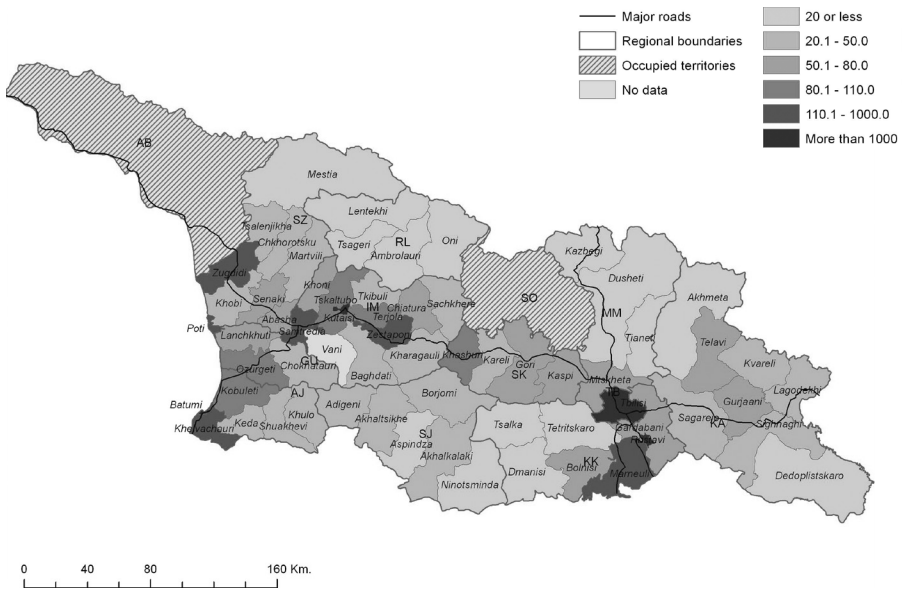 Major roads
Regional boundaries
Occupied territories
No data
20 or less
20.1 - 50.0
50.1 - 80.0
80.1 - 110.0
110.1 - 1000.0
More than 1000
AB
Mestia
Lentekhi
SZ
Tsalenjikha
Chkhorotsku
Martvili
Tsageri
RL
Oni
Ambrolauri
Kazbegi
Dusheti
Zugdidi
Khobi
Senaki
Khoni
Tskaltubo
Tkibuli
IM
Chiatura
Sachkhere
SO
MM
Akhmeta
Tianeti
Poti
Abasha
Samtredia
Kutaisi
Terjola
Zestaponi
Lanchkhuti
Vani
GU
Chokhatauri
Ozurgeti
Kharagauli
Khashuri
Kareli
Gori
SK
Kaspi
Mtskheta
TB
Tbilisi
Telavi
Kvareli
Lagodekhi
Gurjaani
Kobuleti
Baghdati
Borjomi
AJ
Batumi
Khelvachauri
Keda
Shuakhevi
Khulo
Adigeni
Akhaltsikhe
SJ
Aspindza
Akhalkalaki
Ninotsminda
Tsalka
Tetritskaro
Dmanisi
KK
Bolnisi
Marneuli
Gardabani
Rustavi
Sagarejo
KA
Sighnaghi
Dedoplistskaro
0 40 80 160 Km.